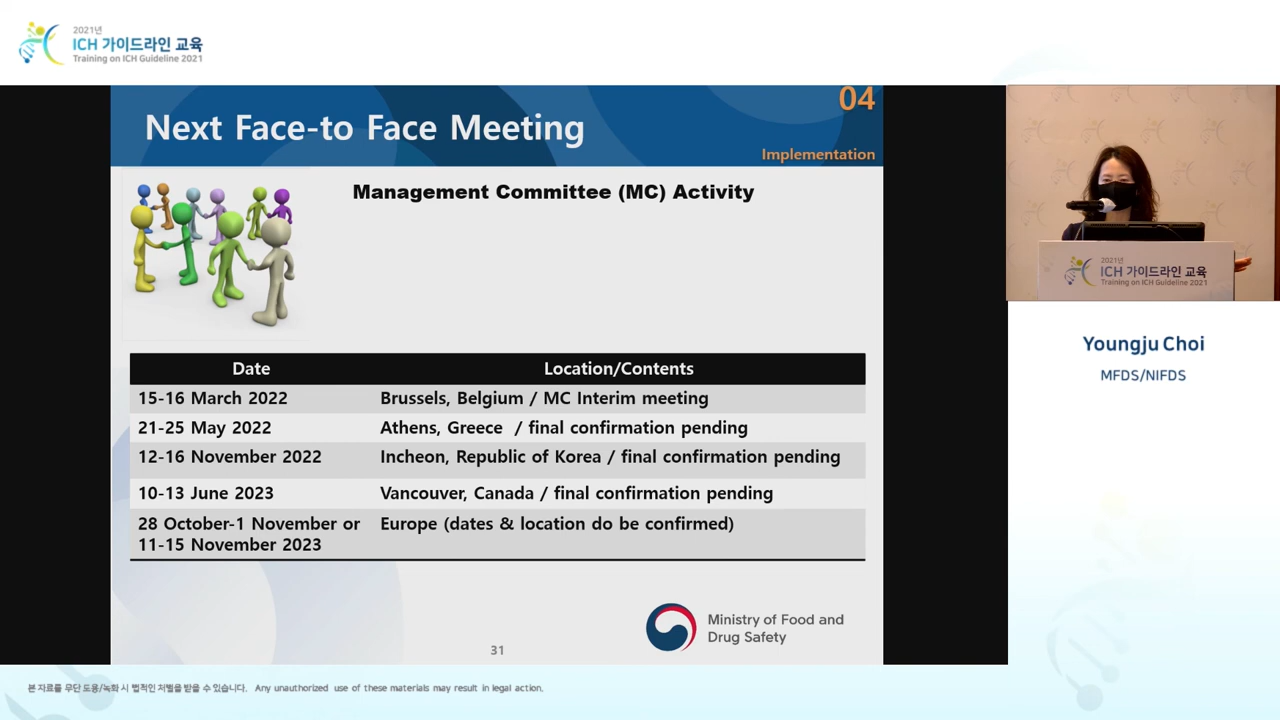 2021년
ICH 가이드라인 교육
Training on ICH Guideline 2021
04
Next Face-to Face Meeting
Implementation
Management Committee (MC) Activity
Date Location/Contents
15-16 March 2022 Brussels, Belgium / MC Interim meeting
21-25 May 2022 Athens, Greece / final confirmation pending
12-16 November 2022 Incheon, Republic of Korea / final confirmation pending
10-13 June 2023 Vancouver, Canada / final confirmation pending
28 October-1 November or Europe (dates & location do be confirmed)
11-15 November 2023
Ministry of Food and
Drug Safety
31
2021년
ICH 가이드라인 교육
Training on ICH Guideline 2021
Youngju Choi
MFDS/NIFDS
본 자료를 무단 도용/녹화 시 법적인 처벌을 받을 수 있습니다. Any unauthorized use of these materials may result in legal action.